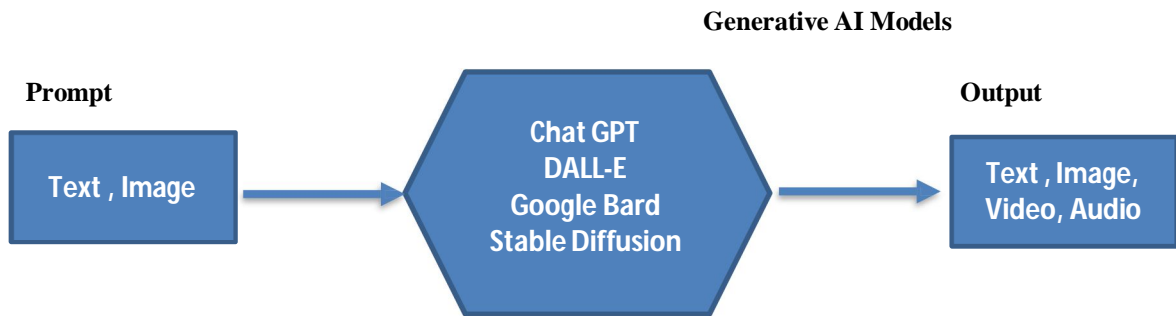 Generative AI Models
Prompt
Output
Text , Image
Chat GPT
DALL-E
Google Bard
Stable Diffusion
Text , Image,
Video, Audio